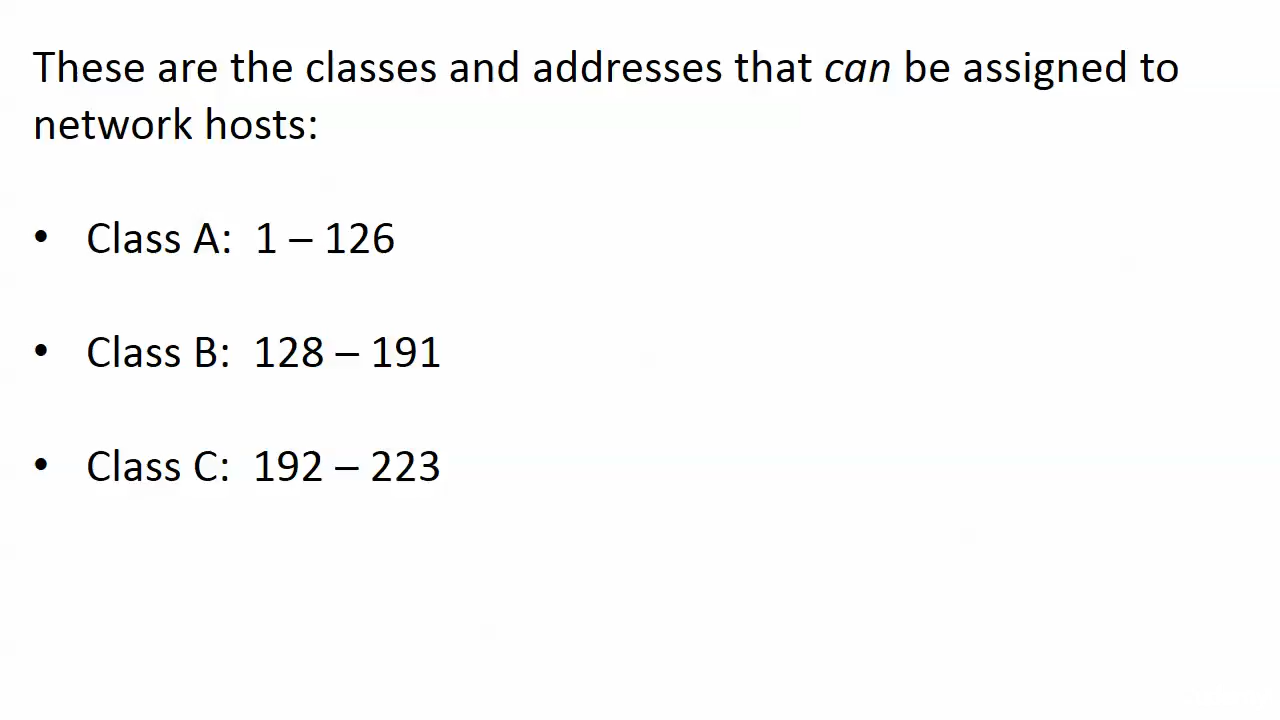 These are the classes and addresses that can be assigned to
network hosts:
• Class A: 1 – 126
• Class B: 128 – 191
• Class C: 192 – 223